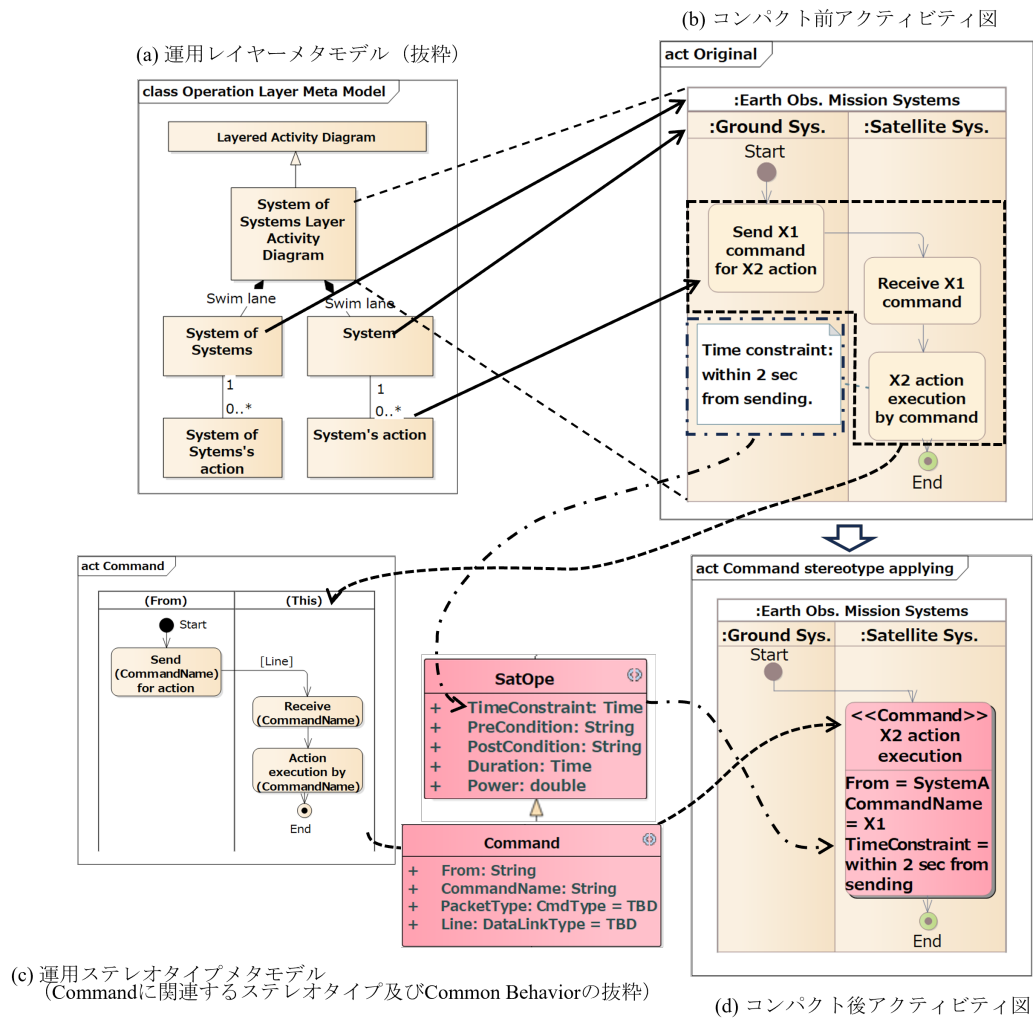 (a) 運用レイヤーメタモデル（抜粋）
class Operation Layer Meta Model
Layered Activity Diagram
System of
Systems Layer
Activity
Diagram
Swim lane
Swim lane
System of
Systems
System
1
0..*
1
0..*
System of
Sytems's
action
System's action
(b) コンパクト前アクティビティ図
act Original
:Earth Obs. Mission Systems
:Ground Sys.
:Satellite Sys.
Start
Send X1
command
for X2 action
Receive X1
command
Time constraint:
within 2 sec
from sending.
X2 action
execution
by command
End
act Command
(From)
(This)
Start
Send
(CommandName)
for action
[Line]
Receive
(CommandName)
Action
execution by
(CommandName)
End
SatOpe
+ TimeConstraint: Time
+ PreCondition: String
+ PostCondition: String
+ Duration: Time
+ Power: double
Command
+ From: String
+ CommandName: String
+ PacketType: CmdType = TBD
+ Line: DataLinkType = TBD
(c) 運用ステレオタイプメタモデル
（Commandに関連するステレオタイプ及びCommon Behaviorの抜粋）
act Command stereotype applying
:Earth Obs. Mission Systems
:Ground Sys.
:Satellite Sys.
Start
<<Command>>
X2 action
execution
From = SystemA
CommandName
= X1
TimeConstraint =
within 2 sec from
sending
End
(d) コンパクト後アクティビティ図